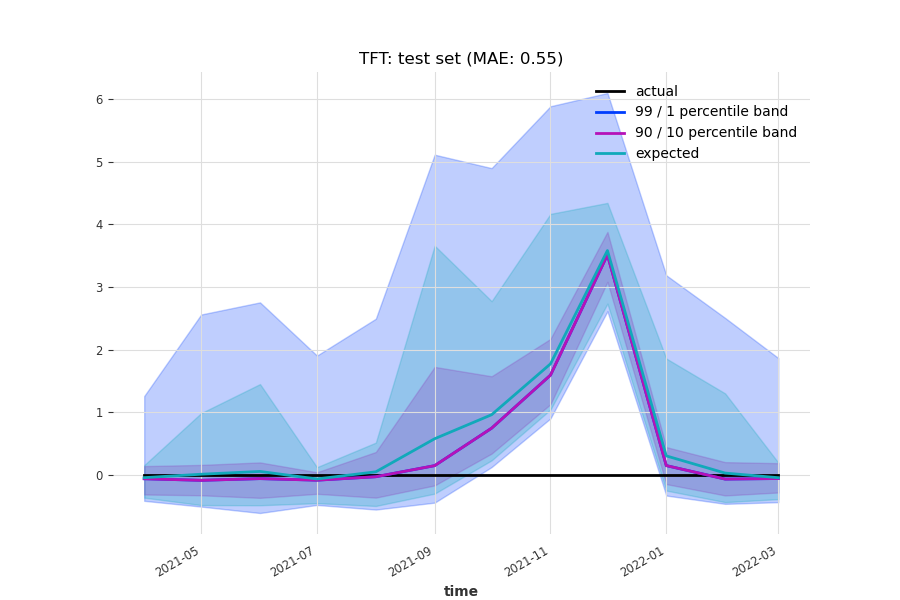 TFT: test set (MAE: 0.55)
actual
99 / 1 percentile band
90 / 10 percentile band
expected
6
5
4
3
2
1
0
2021-05
2021-07
2021-09
2021-11
2022-01
2022-03
time